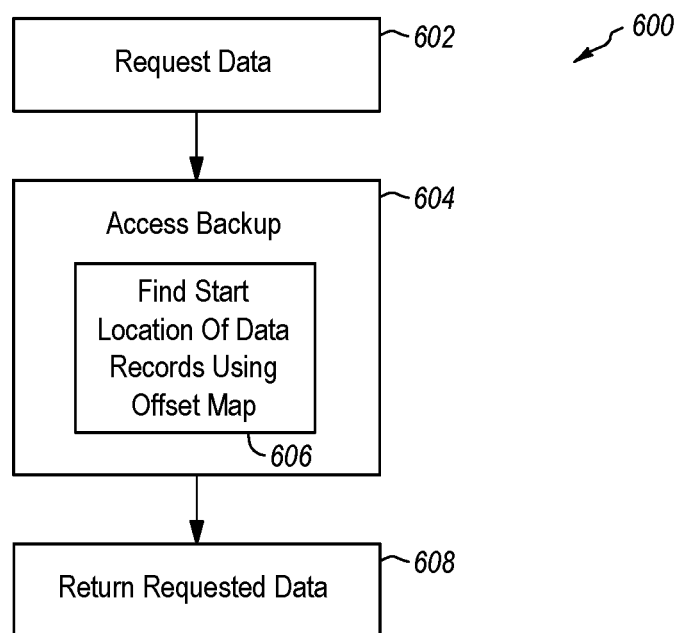 600
602
Request Data
604
Access Backup
Find Start
Location Of Data
Records Using
Offset Map
606
608
Return Requested Data